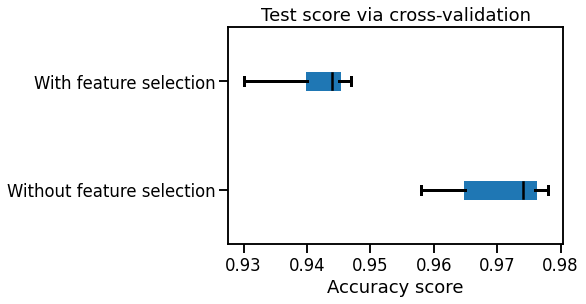 Test score via cross-validation
With feature selection
Without feature selection
0.93 0.94 0.95 0.96 0.97 0.98
Accuracy score